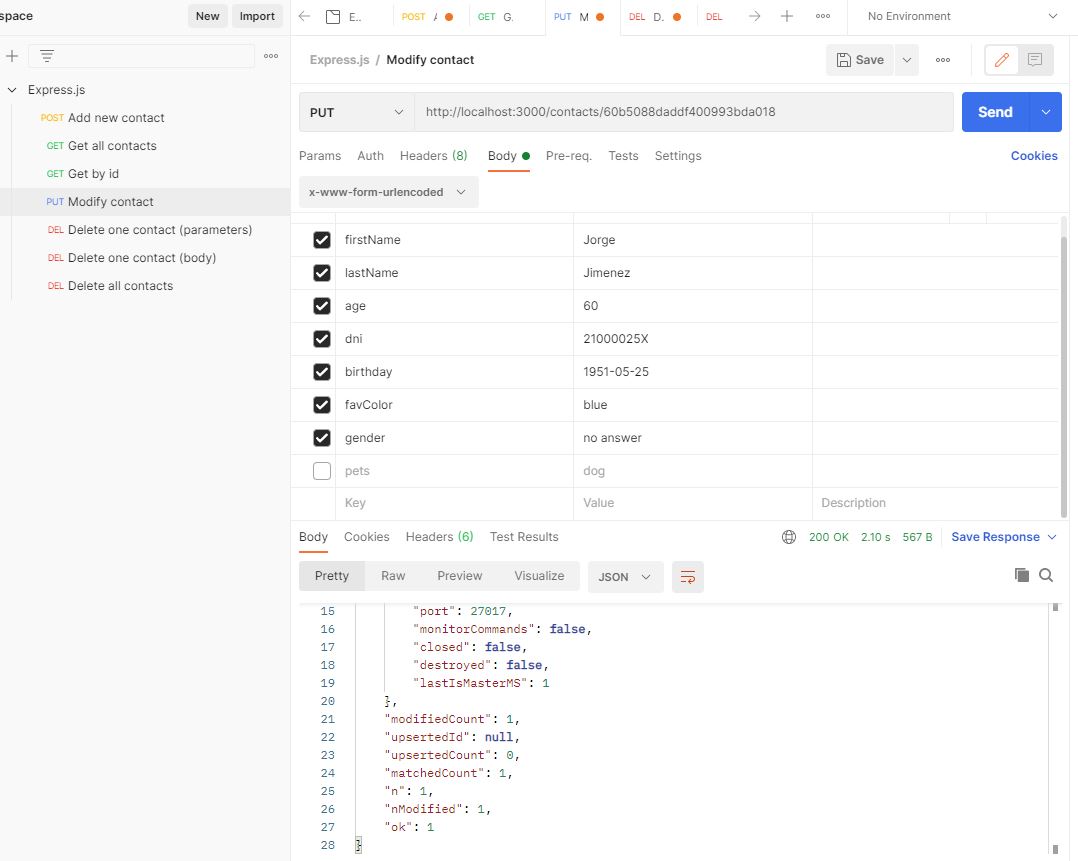 space New Import
E.. POST GET G. PUT M DEL D. DEL No Environment
Express.js / Modify contact Save
Express.js
POST Add new contact
GET Get all contacts
GET Get by id
PUT Modify contact
DEL Delete one contact (parameters)
DEL Delete one contact (body)
DEL Delete all contacts
PUT http://localhost:3000/contacts/60b5088daddf400993bda018 Send
Params Auth Headers (8) Body Pre-req. Tests Settings Cookies
x-www-form-urlencoded
firstName Jorge
lastName Jimenez
age 60
dni 21000025X
birthday 1951-05-25
favColor blue
gender no answer
pets dog
Key Value Description
Body Cookies Headers (6) Test Results 200 OK 2.10 s 567 B Save Response
Pretty Raw Preview Visualize JSON
15 "port": 27017,
16 "monitorCommands": false,
17 "closed": false,
18 "destroyed": false,
19 "lastIsMasterMS": 1
20 },
21 "modifiedCount": 1,
22 "upsertedId": null,
23 "upsertedCount": 0,
24 "matchedCount": 1,
25 "n": 1,
26 "nModified": 1,
27 "ok": 1
28 }